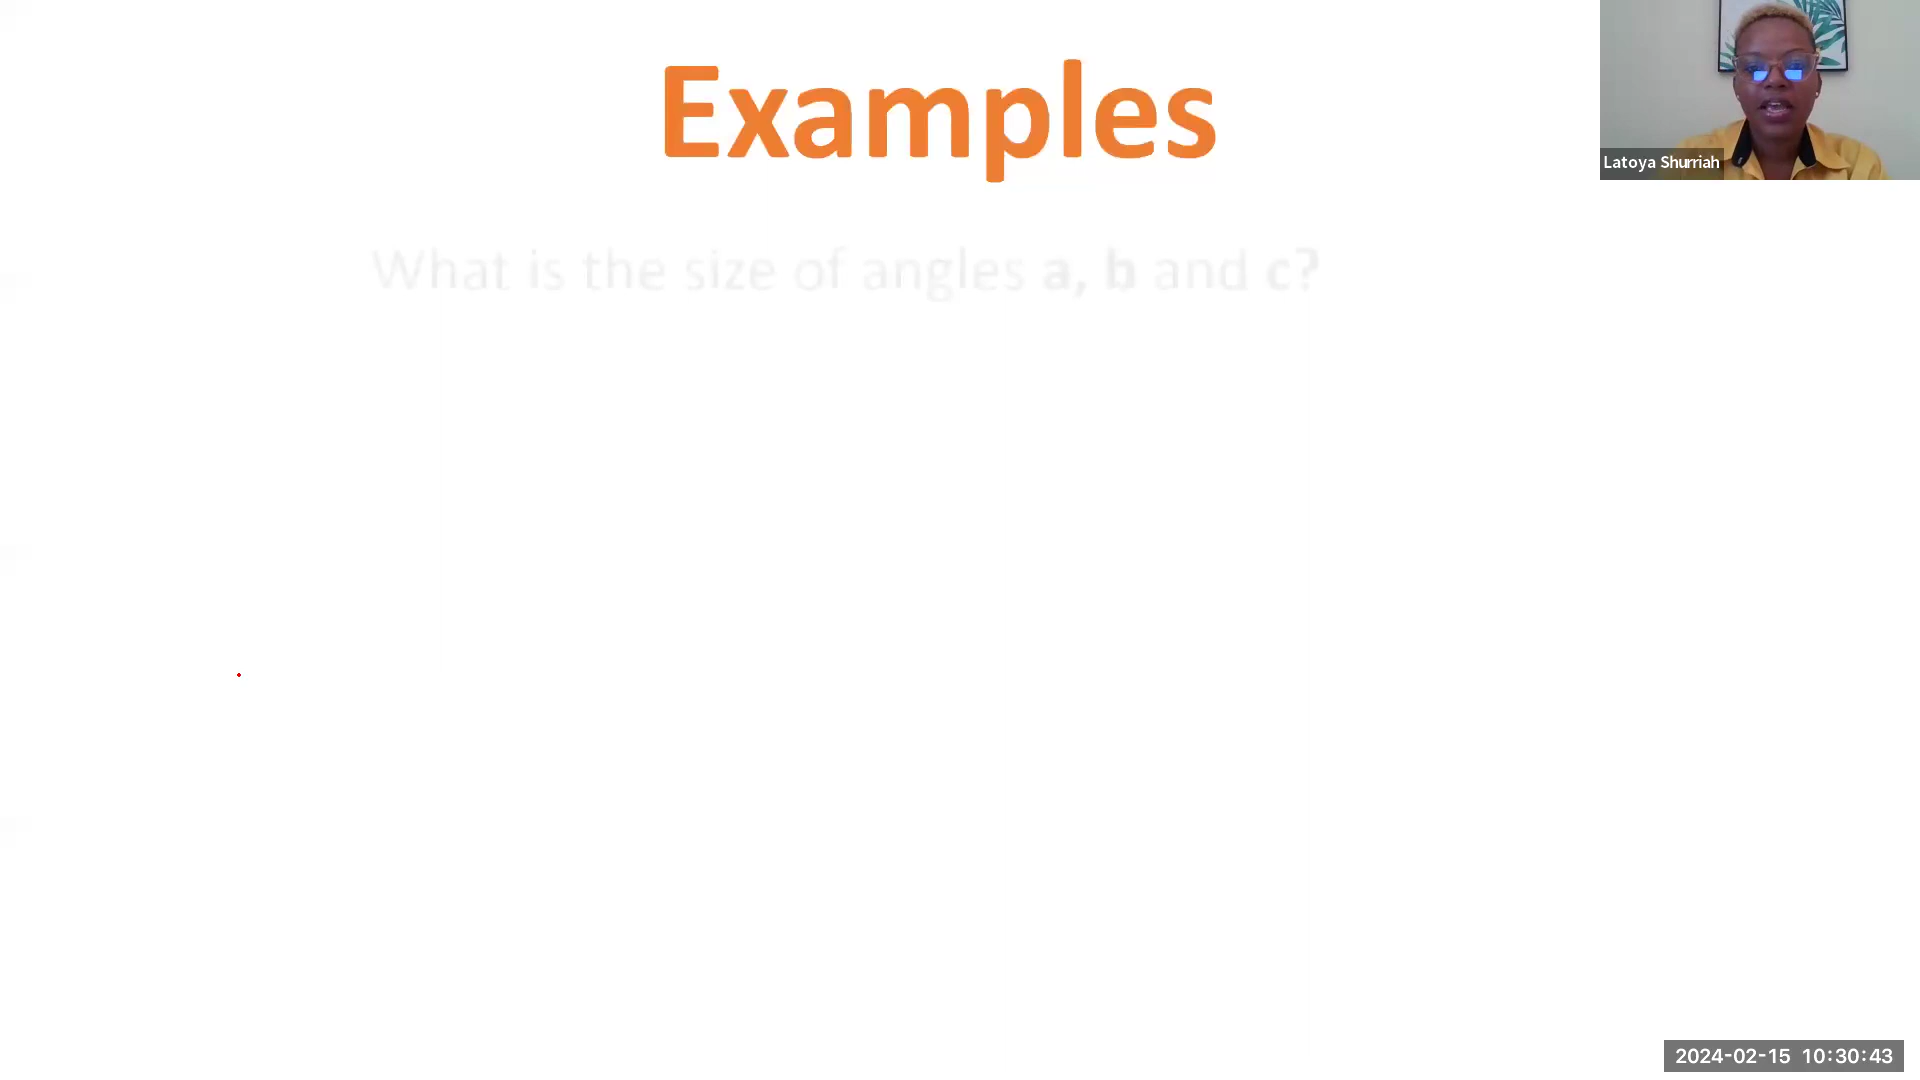 Examples
Latoya Shurriah
What is the size of angles a, b and c?
2024-02-15 10:30:43